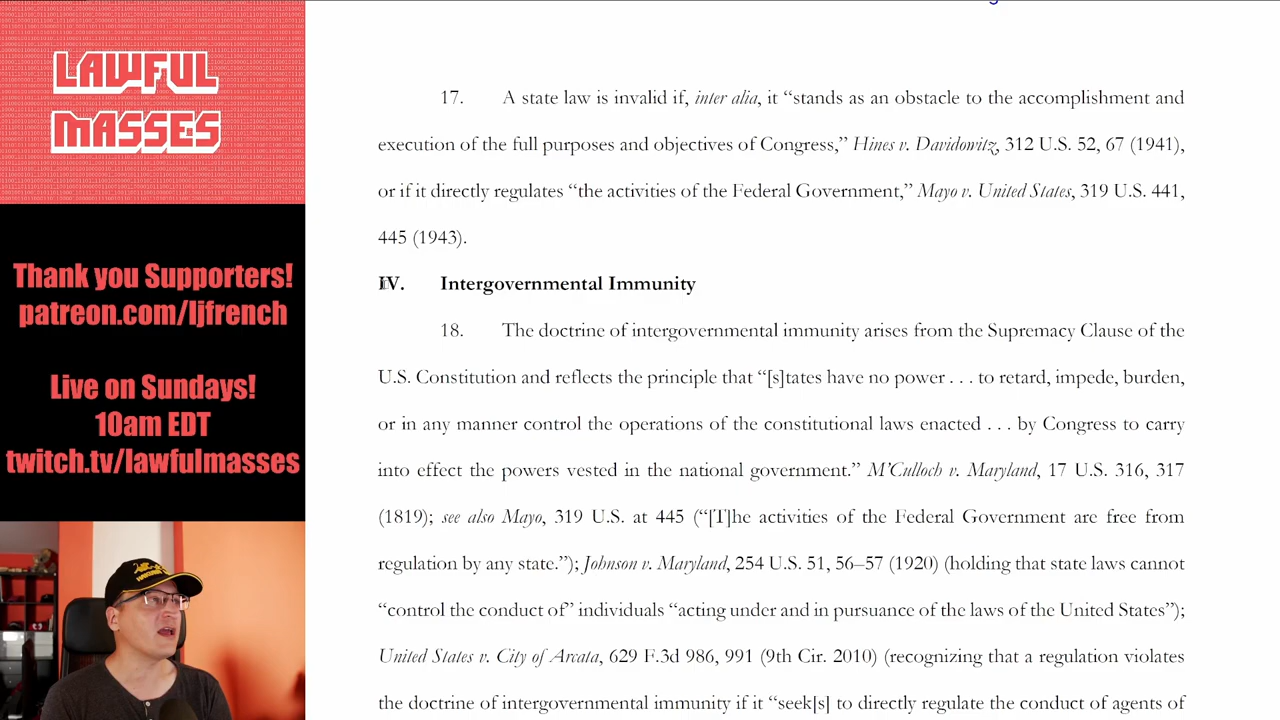 LAWFUL
MASSES
Thank you Supporters!
patreon.com/ljfrench
Live on Sundays!
10am EDT
twitch.tv/lawfulmasses
17. A state law is invalid if, inter alia, it “stands as an obstacle to the accomplishment and
execution of the full purposes and objectives of Congress,” Hines v. Davidowitz, 312 U.S. 52, 67 (1941),
or if it directly regulates “the activities of the Federal Government,” Mayo v. United States, 319 U.S. 441,
445 (1943).
IV. Intergovernmental Immunity
18. The doctrine of intergovernmental immunity arises from the Supremacy Clause of the
U.S. Constitution and reflects the principle that “[s]tates have no power . . . to retard, impede, burden,
or in any manner control the operations of the constitutional laws enacted . . . by Congress to carry
into effect the powers vested in the national government.” M’Culloch v. Maryland, 17 U.S. 316, 317
(1819); see also Mayo, 319 U.S. at 445 (“[T]he activities of the Federal Government are free from
regulation by any state.”); Johnson v. Maryland, 254 U.S. 51, 56–57 (1920) (holding that state laws cannot
“control the conduct of” individuals “acting under and in pursuance of the laws of the United States”);
United States v. City of Arcata, 629 F.3d 986, 991 (9th Cir. 2010) (recognizing that a regulation violates
the doctrine of intergovernmental immunity if it “seek[s] to directly regulate the conduct of agents of